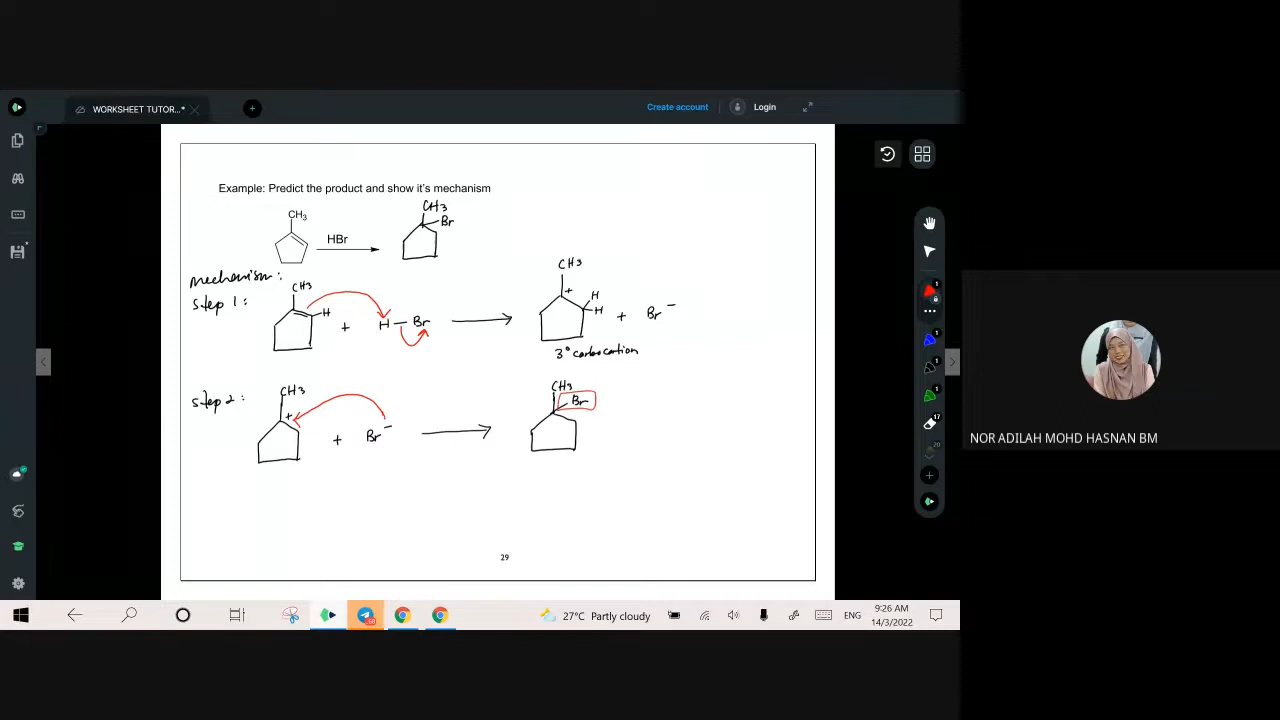 WORKSHEET TUTOR...*
Create account
Login
Example: Predict the product and show it's mechanism
CH3
HBr
CH3
Br
mechanism:
step 1:
CH3
H
+
H
Br
CH3
+
H
H
+
Br −
3° carbocation
step 2:
CH3
+
+
Br −
CH3
Br
29
NOR ADILAH MOHD HASNAN BM
27°C Partly cloudy
ENG
9:26 AM
14/3/2022